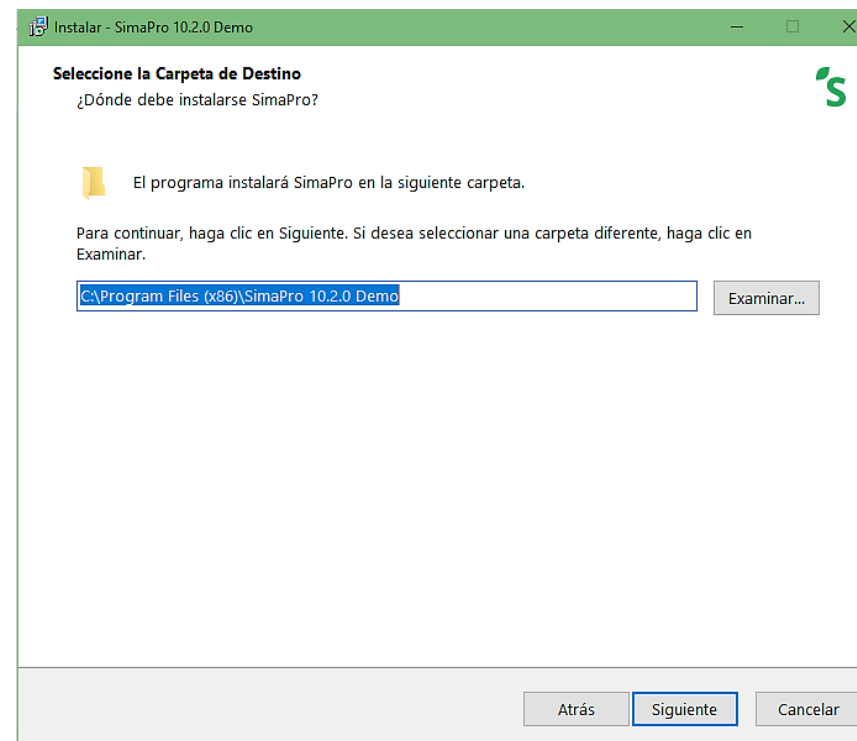 Instalar - SimaPro 10.2.0 Demo
Seleccione la Carpeta de Destino
¿Dónde debe instalarse SimaPro?
S
El programa instalará SimaPro en la siguiente carpeta.
Para continuar, haga clic en Siguiente. Si desea seleccionar una carpeta diferente, haga clic en
Examinar.
C:\Program Files (x86)\SimaPro 10.2.0 Demo
Examinar...
Atrás
Siguiente
Cancelar